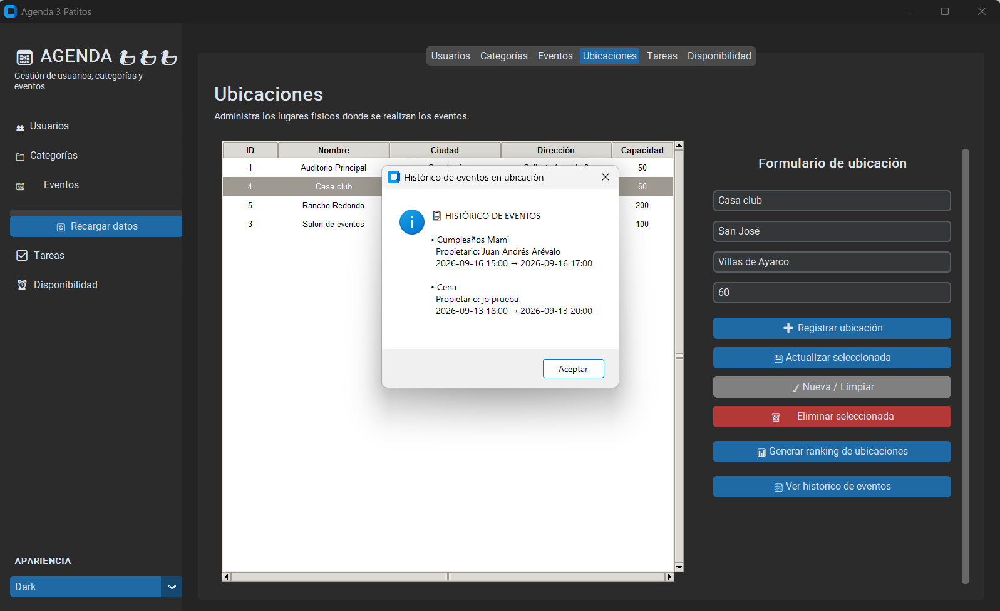 Agenda 3 Patitos
AGENDA
Gestión de usuarios, categorías y
eventos
Usuarios
Categorías
Eventos
Recargar datos
Tareas
Disponibilidad
APARIENCIA
Dark
Usuarios Categorías Eventos Ubicaciones Tareas Disponibilidad
Ubicaciones
Administra los lugares fisicos donde se realizan los eventos.
ID Nombre Ciudad Dirección Capacidad
1 Auditorio Principal 50
4 Casa club 60
5 Rancho Redondo 200
3 Salon de eventos 100
Histórico de eventos en ubicación
HISTÓRICO DE EVENTOS
• Cumpleaños Mami
Propietario: Juan Andrés Arévalo
2026-09-16 15:00 → 2026-09-16 17:00
• Cena
Propietario: jp prueba
2026-09-13 18:00 → 2026-09-13 20:00
Aceptar
Formulario de ubicación
Casa club
San José
Villas de Ayarco
60
Registrar ubicación
Actualizar seleccionada
Nueva / Limpiar
Eliminar seleccionada
Generar ranking de ubicaciones
Ver historico de eventos